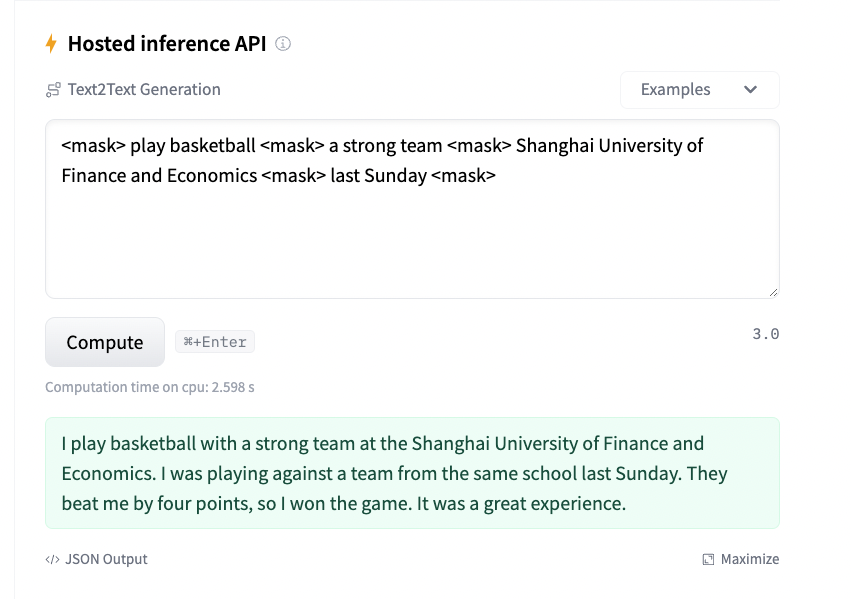 Hosted inference API
Text2Text Generation
Examples
<mask> play basketball <mask> a strong team <mask> Shanghai University of
Finance and Economics <mask> last Sunday <mask>
Compute
⌘+Enter
3.0
Computation time on cpu: 2.598 s
I play basketball with a strong team at the Shanghai University of Finance and
Economics. I was playing against a team from the same school last Sunday. They
beat me by four points, so I won the game. It was a great experience.
</> JSON Output
Maximize